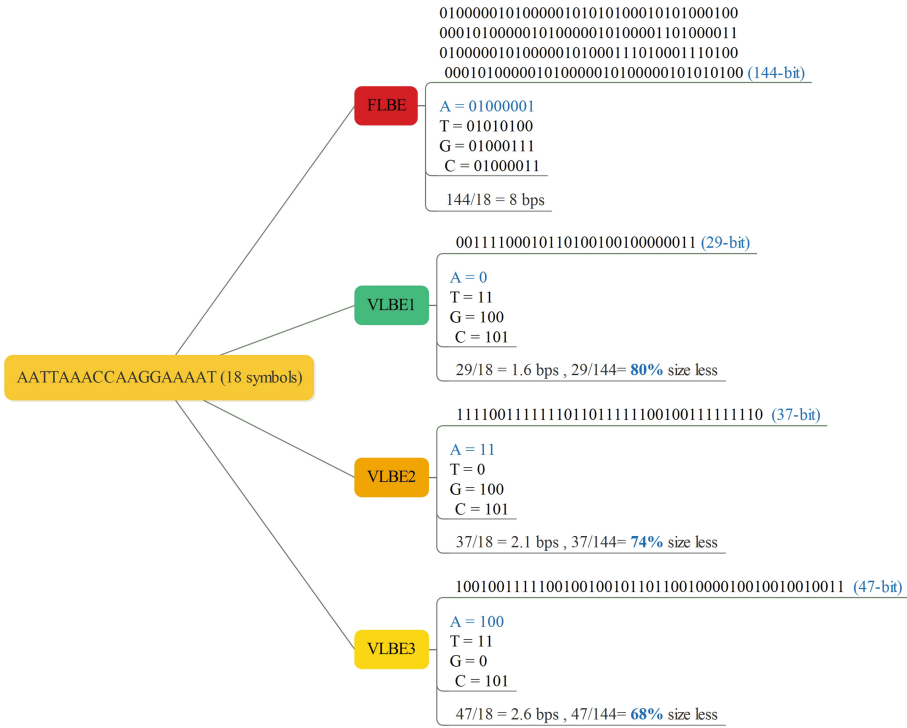 010000010100000101010100010101000100
000101000001010000010100001101000011
010000010100000101000111010001110100
000101000001010000010100000101010100 (144-bit)
FLBE
A = 01000001
T = 01010100
G = 01000111
C = 01000011
144/18 = 8 bps
00111100010110100100100000011 (29-bit)
VLBE1
A = 0
T = 11
G = 100
C = 101
29/18 = 1.6 bps , 29/144= 80% size less
AATTAAACCAAGGAAAAT (18 symbols)
1111001111111011011111100100111111110 (37-bit)
VLBE2
A = 11
T = 0
G = 100
C = 101
37/18 = 2.1 bps , 37/144= 74% size less
10010011111001001001011011001000010010010010011 (47-bit)
VLBE3
A = 100
T = 11
G = 0
C = 101
47/18 = 2.6 bps , 47/144= 68% size less